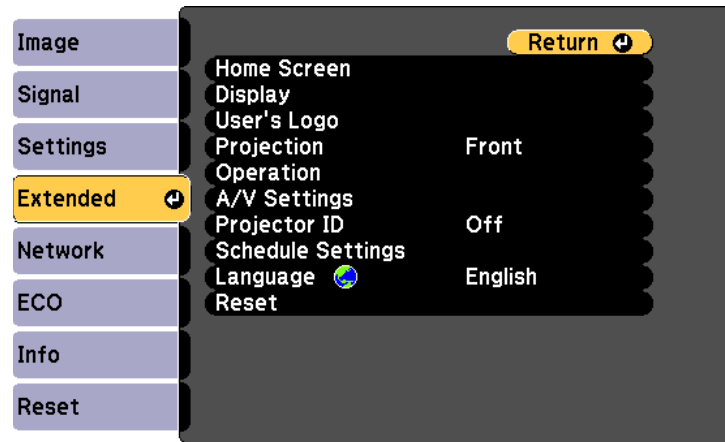 Image
Signal
Settings
Extended
Network
ECO
Info
Reset
Return
Home Screen
Display
User's Logo
Projection Front
Operation
A/V Settings
Projector ID Off
Schedule Settings
Language English
Reset